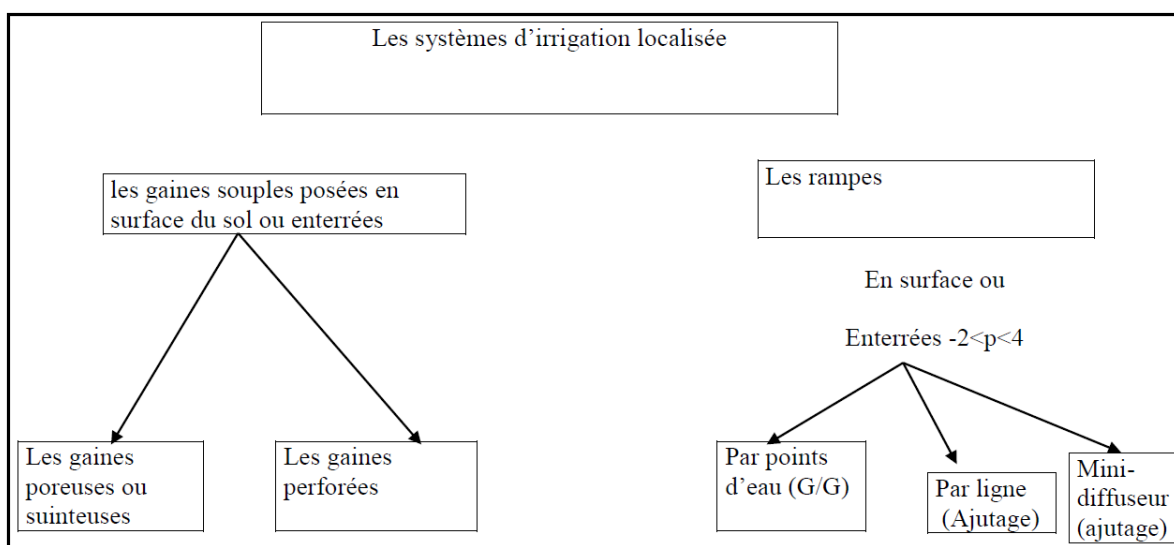 Les systèmes d'irrigation localisée
les gaines souples posées en
surface du sol ou enterrées
Les rampes
En surface ou
Enterrées -2<p<4
Les gaines
poreuses ou
suinteuses
Les gaines
perforées
Par points
d'eau (G/G)
Par ligne
(Ajutage)
Mini-
diffuseur
(ajutage)